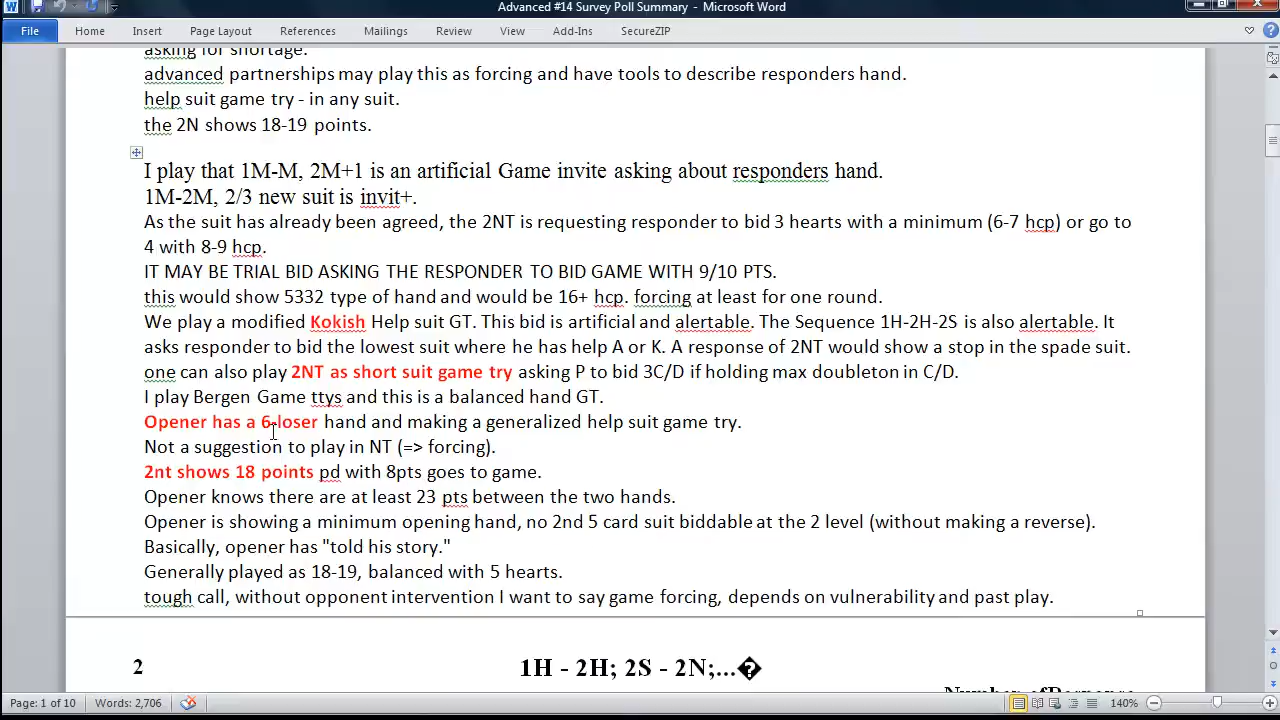 Advanced #14 Survey Poll Summary - Microsoft Word
File Home Insert Page Layout References Mailings Review View Add-Ins SecureZIP
asking for shortage.
advanced partnerships may play this as forcing and have tools to describe responders hand.
help suit game try - in any suit.
the 2N shows 18-19 points.
I play that 1M-M, 2M+1 is an artificial Game invite asking about responders hand.
1M-2M, 2/3 new suit is invit+.
As the suit has already been agreed, the 2NT is requesting responder to bid 3 hearts with a minimum (6-7 hcp) or go to
4 with 8-9 hcp.
IT MAY BE TRIAL BID ASKING THE RESPONDER TO BID GAME WITH 9/10 PTS.
this would show 5332 type of hand and would be 16+ hcp. forcing at least for one round.
We play a modified Kokish Help suit GT. This bid is artificial and alertable. The Sequence 1H-2H-2S is also alertable. It
asks responder to bid the lowest suit where he has help A or K. A response of 2NT would show a stop in the spade suit.
one can also play 2NT as short suit game try asking P to bid 3C/D if holding max doubleton in C/D.
I play Bergen Game ttys and this is a balanced hand GT.
Opener has a 6-loser hand and making a generalized help suit game try.
Not a suggestion to play in NT (=> forcing).
2nt shows 18 points pd with 8pts goes to game.
Opener knows there are at least 23 pts between the two hands.
Opener is showing a minimum opening hand, no 2nd 5 card suit biddable at the 2 level (without making a reverse).
Basically, opener has "told his story."
Generally played as 18-19, balanced with 5 hearts.
tough call, without opponent intervention I want to say game forcing, depends on vulnerability and past play.
2 1H - 2H; 2S - 2N;...�
Number of Response
Page: 1 of 10 Words: 2,706 140%